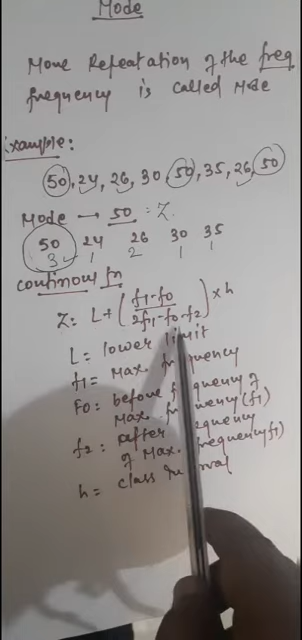 Mode
More Repeatation of the freq
frequency is called Mode
Example:
50, 24, 26, 30, 50, 35, 26, 50
Mode → 50 = Z
50 24 26 30 35
3 1 2 1 1
continous fn
Z: L + (f1-f0 / 2f1-f0-f2) × h
L = lower limit
f1 = Max. frequency
F0: before frequency of
Max. frequency (f1)
f2: after frequency
of Max. frequency (f1)
h = class interval